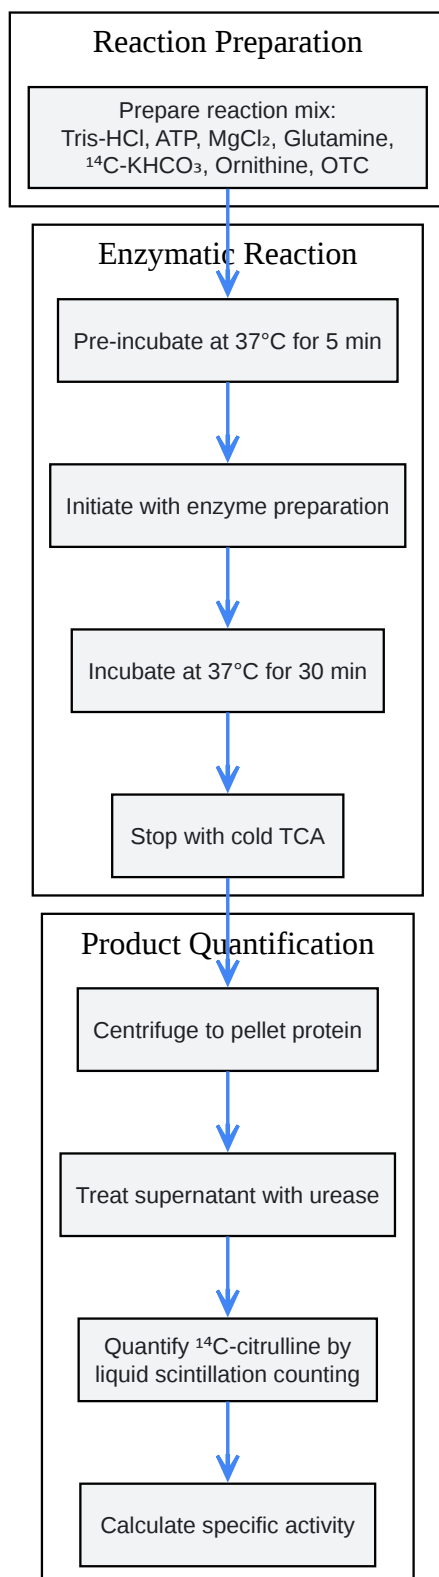 Reaction Preparation
Prepare reaction mix:
Tris-HCl, ATP, MgCl₂, Glutamine,
¹⁴C-KHCO₃, Ornithine, OTC
Enzymatic Reaction
Pre-incubate at 37°C for 5 min
Initiate with enzyme preparation
Incubate at 37°C for 30 min
Stop with cold TCA
Product Quantification
Centrifuge to pellet protein
Treat supernatant with urease
Quantify ¹⁴C-citrulline by
liquid scintillation counting
Calculate specific activity